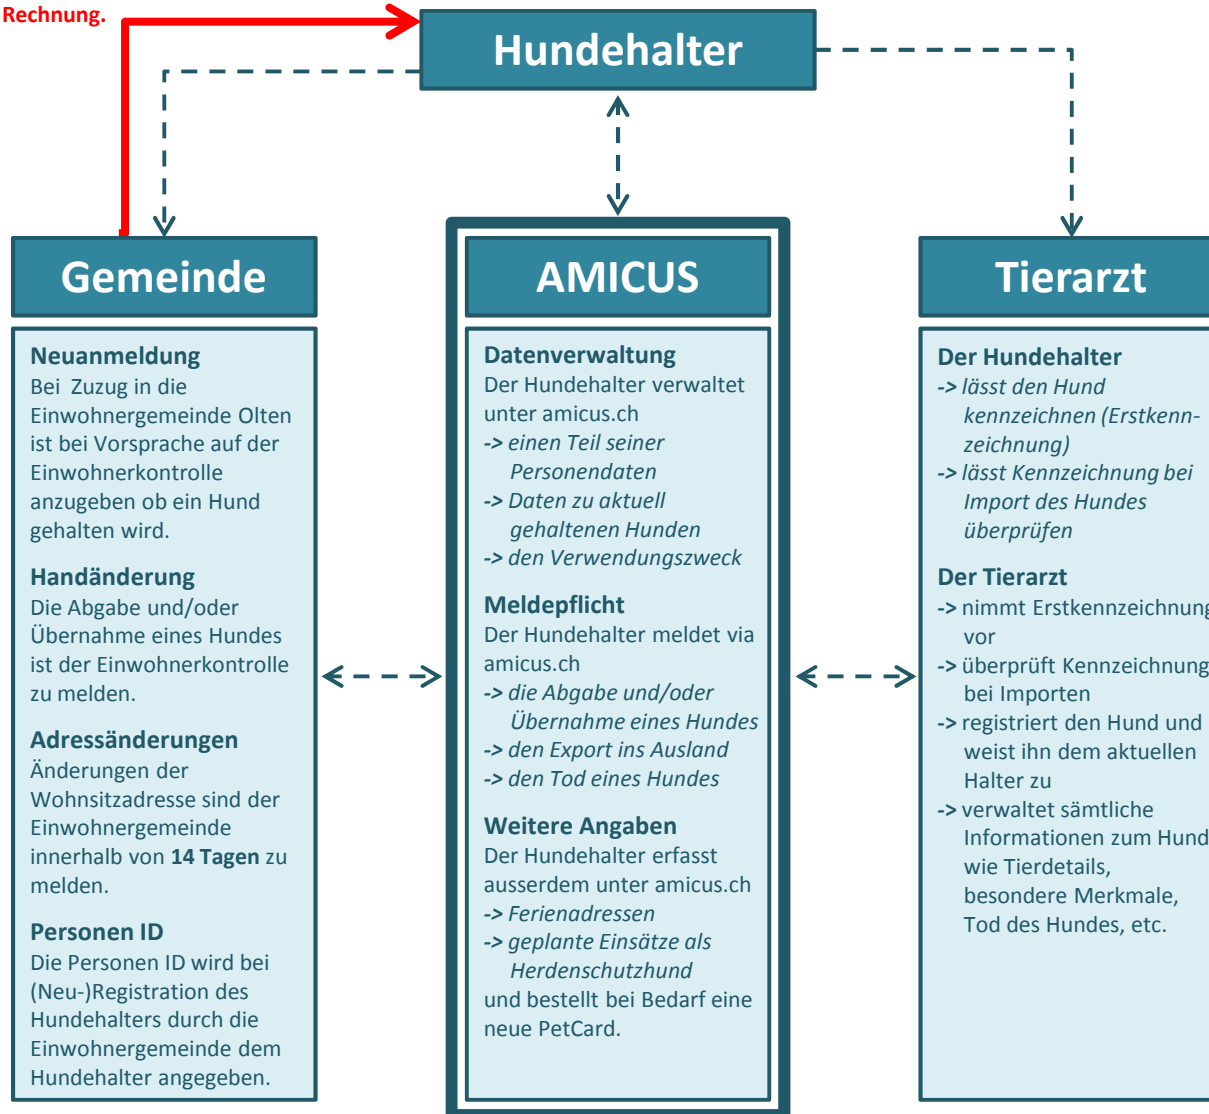 Rechnung.
Hundehalter
Gemeinde
Neuanmeldung
Bei  Zuzug in die
Einwohnergemeinde Olten
ist bei Vorsprache auf der
Einwohnerkontrolle
anzugeben ob ein Hund
gehalten wird.
Handänderung
Die Abgabe und/oder
Übernahme eines Hundes
ist der Einwohnerkontrolle
zu melden.
Adressänderungen
Änderungen der
Wohnsitzadresse sind der
Einwohnergemeinde
innerhalb von 14 Tagen zu
melden.
Personen ID
Die Personen ID wird bei
(Neu-)Registration des
Hundehalters durch die
Einwohnergemeinde dem
Hundehalter angegeben.
AMICUS
Datenverwaltung
Der Hundehalter verwaltet
unter amicus.ch
-> einen Teil seiner
Personendaten
-> Daten zu aktuell
gehaltenen Hunden
-> den Verwendungszweck
Meldepflicht
Der Hundehalter meldet via
amicus.ch
-> die Abgabe und/oder
Übernahme eines Hundes
-> den Export ins Ausland
-> den Tod eines Hundes
Weitere Angaben
Der Hundehalter erfasst
ausserdem unter amicus.ch
-> Ferienadressen
-> geplante Einsätze als
Herdenschutzhund
und bestellt bei Bedarf eine
neue PetCard.
Tierarzt
Der Hundehalter
-> lässt den Hund
kennzeichnen (Erstkenn-
zeichnung)
-> lässt Kennzeichnung bei
Import des Hundes
überprüfen
Der Tierarzt
-> nimmt Erstkennzeichnung
vor
-> überprüft Kennzeichnung
bei Importen
-> registriert den Hund und
weist ihn dem aktuellen
Halter zu
-> verwaltet sämtliche
Informationen zum Hund
wie Tierdetails,
besondere Merkmale,
Tod des Hundes, etc.